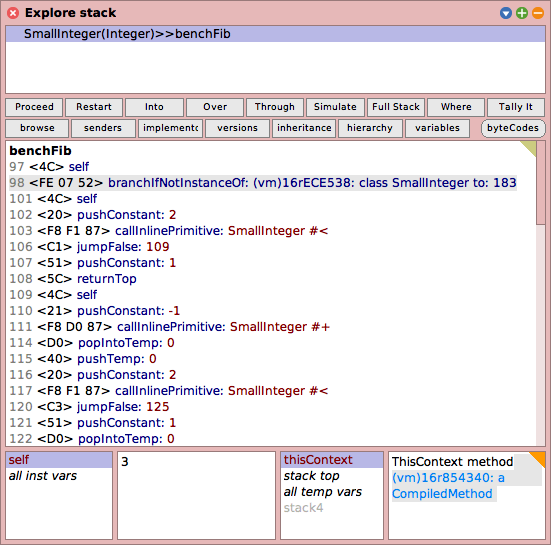 Explore stack
SmallInteger(Integer)>>benchFib
Proceed Restart Into Over Through Simulate Full Stack Where Tally It
browse senders implemento versions inheritance hierarchy variables byteCodes
benchFib
97 <4C> self
98 <FE 07 52> branchIfNotInstanceOf: (vm)16rECE538: class SmallInteger to: 183
101 <4C> self
102 <20> pushConstant: 2
103 <F8 F1 87> callInlinePrimitive: SmallInteger #<
106 <C1> jumpFalse: 109
107 <51> pushConstant: 1
108 <5C> returnTop
109 <4C> self
110 <21> pushConstant: -1
111 <F8 D0 87> callInlinePrimitive: SmallInteger #+
114 <D0> popIntoTemp: 0
115 <40> pushTemp: 0
116 <20> pushConstant: 2
117 <F8 F1 87> callInlinePrimitive: SmallInteger #<
120 <C3> jumpFalse: 125
121 <51> pushConstant: 1
122 <D0> popIntoTemp: 0
self
all inst vars
3
thisContext
stack top
all temp vars
stack4
ThisContext method
(vm)16r854340: a
CompiledMethod